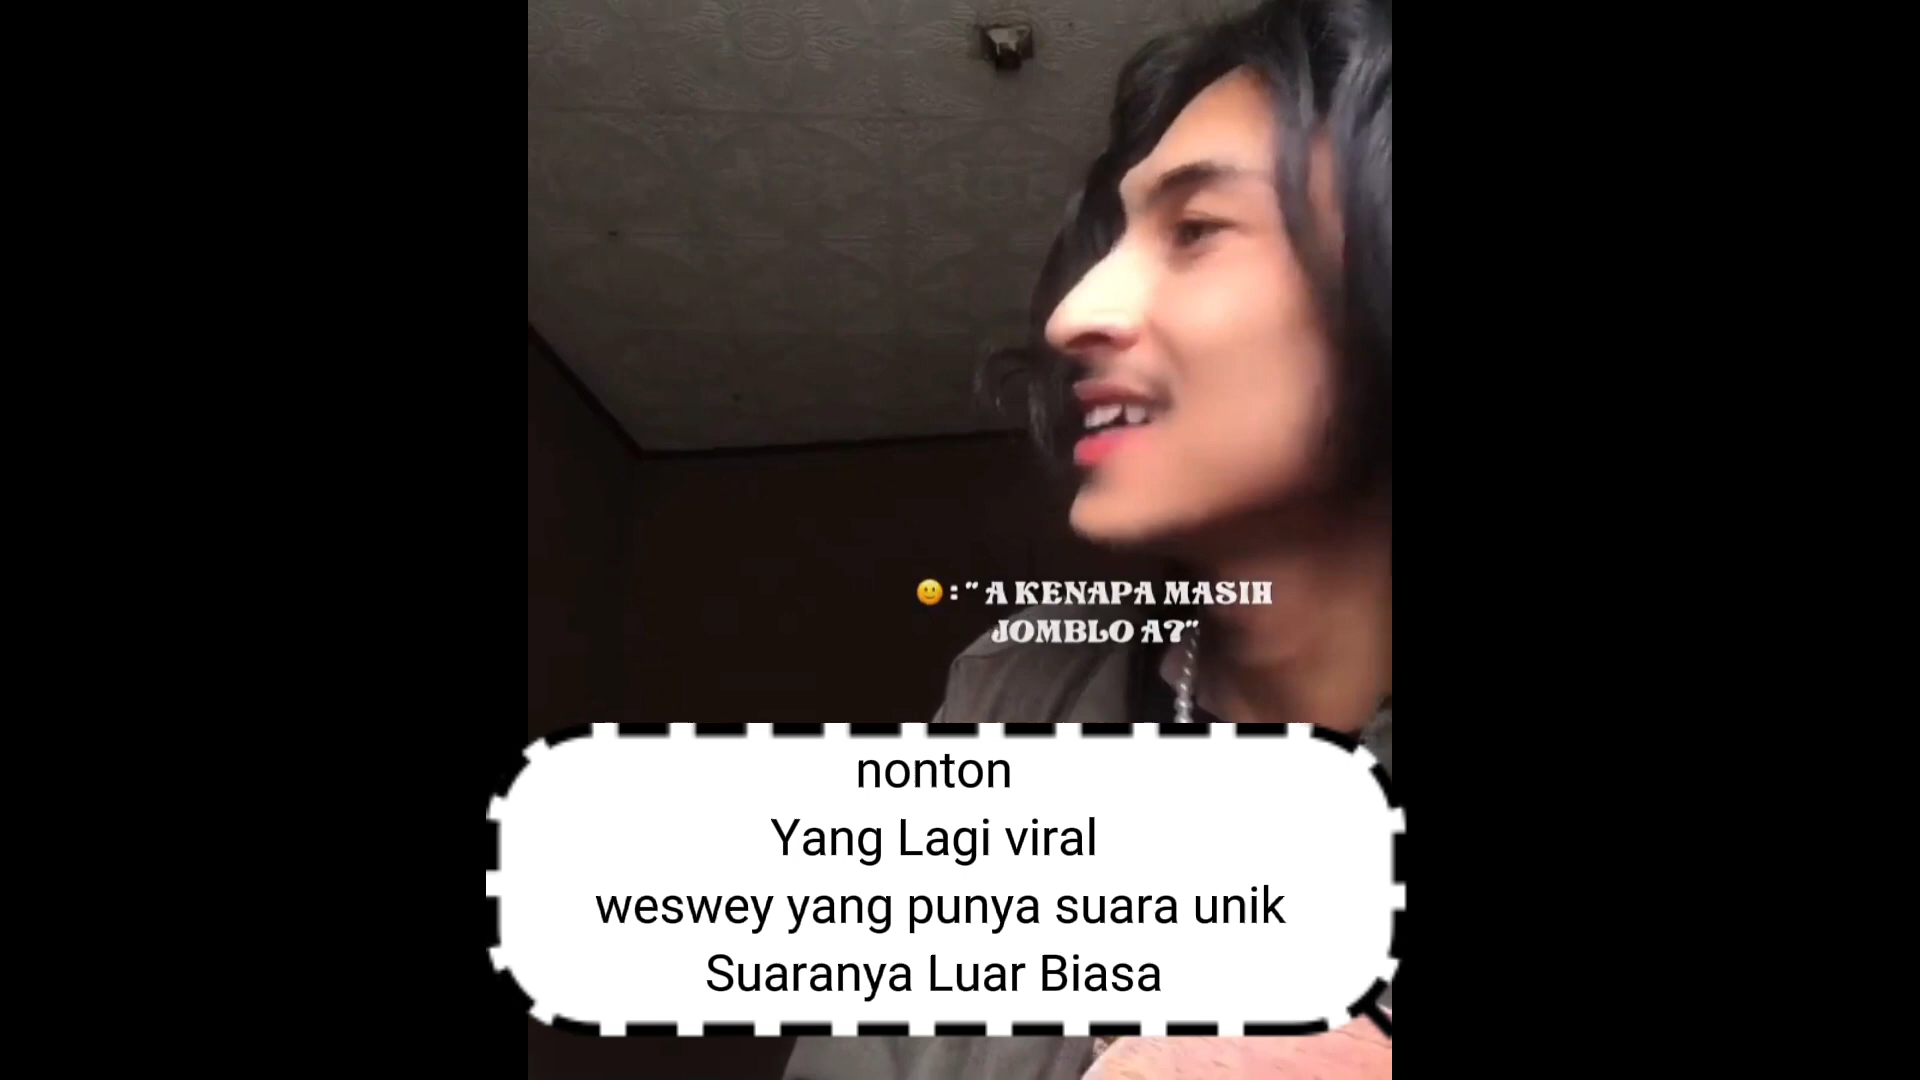 🙂 : " A KENAPA MASIH
JOMBLO A?"
nonton
Yang Lagi viral
weswey yang punya suara unik
Suaranya Luar Biasa